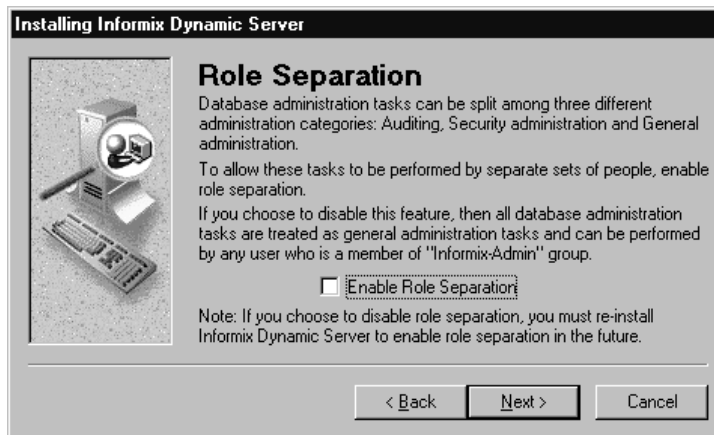 Installing Informix Dynamic Server
Role Separation
Database administration tasks can be split among three different
administration categories: Auditing, Security administration and General
administration.
To allow these tasks to be performed by separate sets of people, enable
role separation.
If you choose to disable this feature, then all database administration
tasks are treated as general administration tasks and can be performed
by any user who is a member of "Informix-Admin" group.
Enable Role Separation
Note: If you choose to disable role separation, you must re-install
Informix Dynamic Server to enable role separation in the future.
< Back
Next >
Cancel